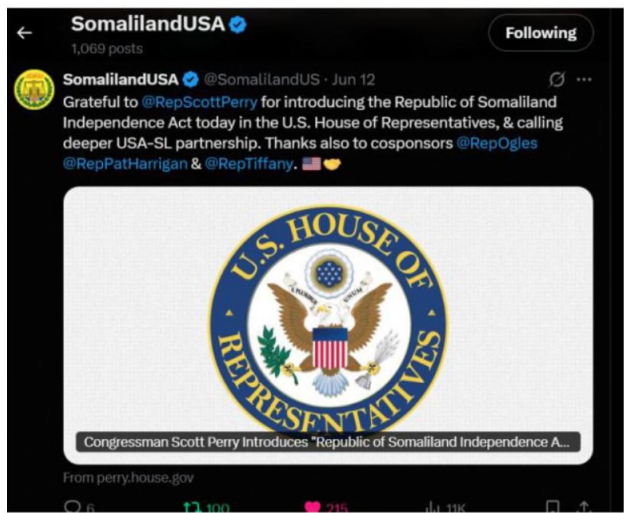 SomalilandUSA
Following
1,069 posts
SomalilandUSA @SomalilandUS · Jun 12
Grateful to @RepScottPerry for introducing the Republic of Somaliland
Independence Act today in the U.S. House of Representatives, & calling
deeper USA-SL partnership. Thanks also to cosponsors @RepOgles
@RepPatHarrigan & @RepTiffany.
U.S. HOUSE OF
REPRESENTATIVES
Congressman Scott Perry Introduces "Republic of Somaliland Independence A...
From perry.house.gov
6 100 215 11K